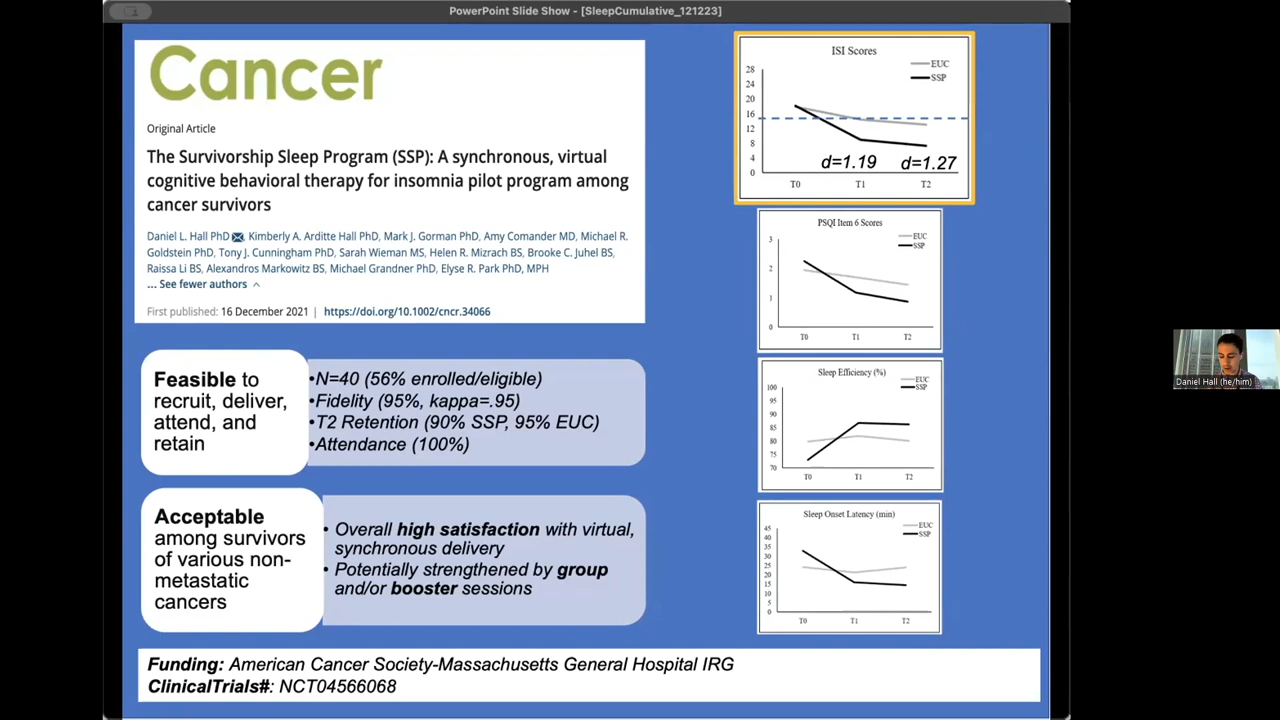 PowerPoint Slide Show - [SleepCumulative_121223]
Cancer
Original Article
The Survivorship Sleep Program (SSP): A synchronous, virtual
cognitive behavioral therapy for insomnia pilot program among
cancer survivors
Daniel L. Hall PhD, Kimberly A. Arditte Hall PhD, Mark J. Gorman PhD, Amy Comander MD, Michael R.
Goldstein PhD, Tony J. Cunningham PhD, Sarah Wieman MS, Helen R. Mizrach BS, Brooke C. Juhel BS,
Raissa Li BS, Alexandros Markowitz BS, Michael Grandner PhD, Elyse R. Park PhD, MPH
... See fewer authors
First published: 16 December 2021 | https://doi.org/10.1002/cncr.34066
Feasible to
recruit, deliver,
attend, and
retain
•N=40 (56% enrolled/eligible)
•Fidelity (95%, kappa=.95)
•T2 Retention (90% SSP, 95% EUC)
•Attendance (100%)
Acceptable
among survivors
of various non-
metastatic
cancers
• Overall high satisfaction with virtual,
synchronous delivery
• Potentially strengthened by group
and/or booster sessions
ISI Scores
EUC
SSP
28
24
20
16
12
8
4
0
d=1.19 d=1.27
T0 T1 T2
PSQI Item 6 Scores
EUC
SSP
3
2
1
0
T0 T1 T2
Sleep Efficiency (%)
EUC
SSP
100
95
90
85
80
75
70
T0 T1 T2
Sleep Onset Latency (min)
EUC
SSP
45
40
35
30
25
20
15
10
5
0
T0 T1 T2
Funding: American Cancer Society-Massachusetts General Hospital IRG
ClinicalTrials#: NCT04566068
Daniel Hall (he/him)